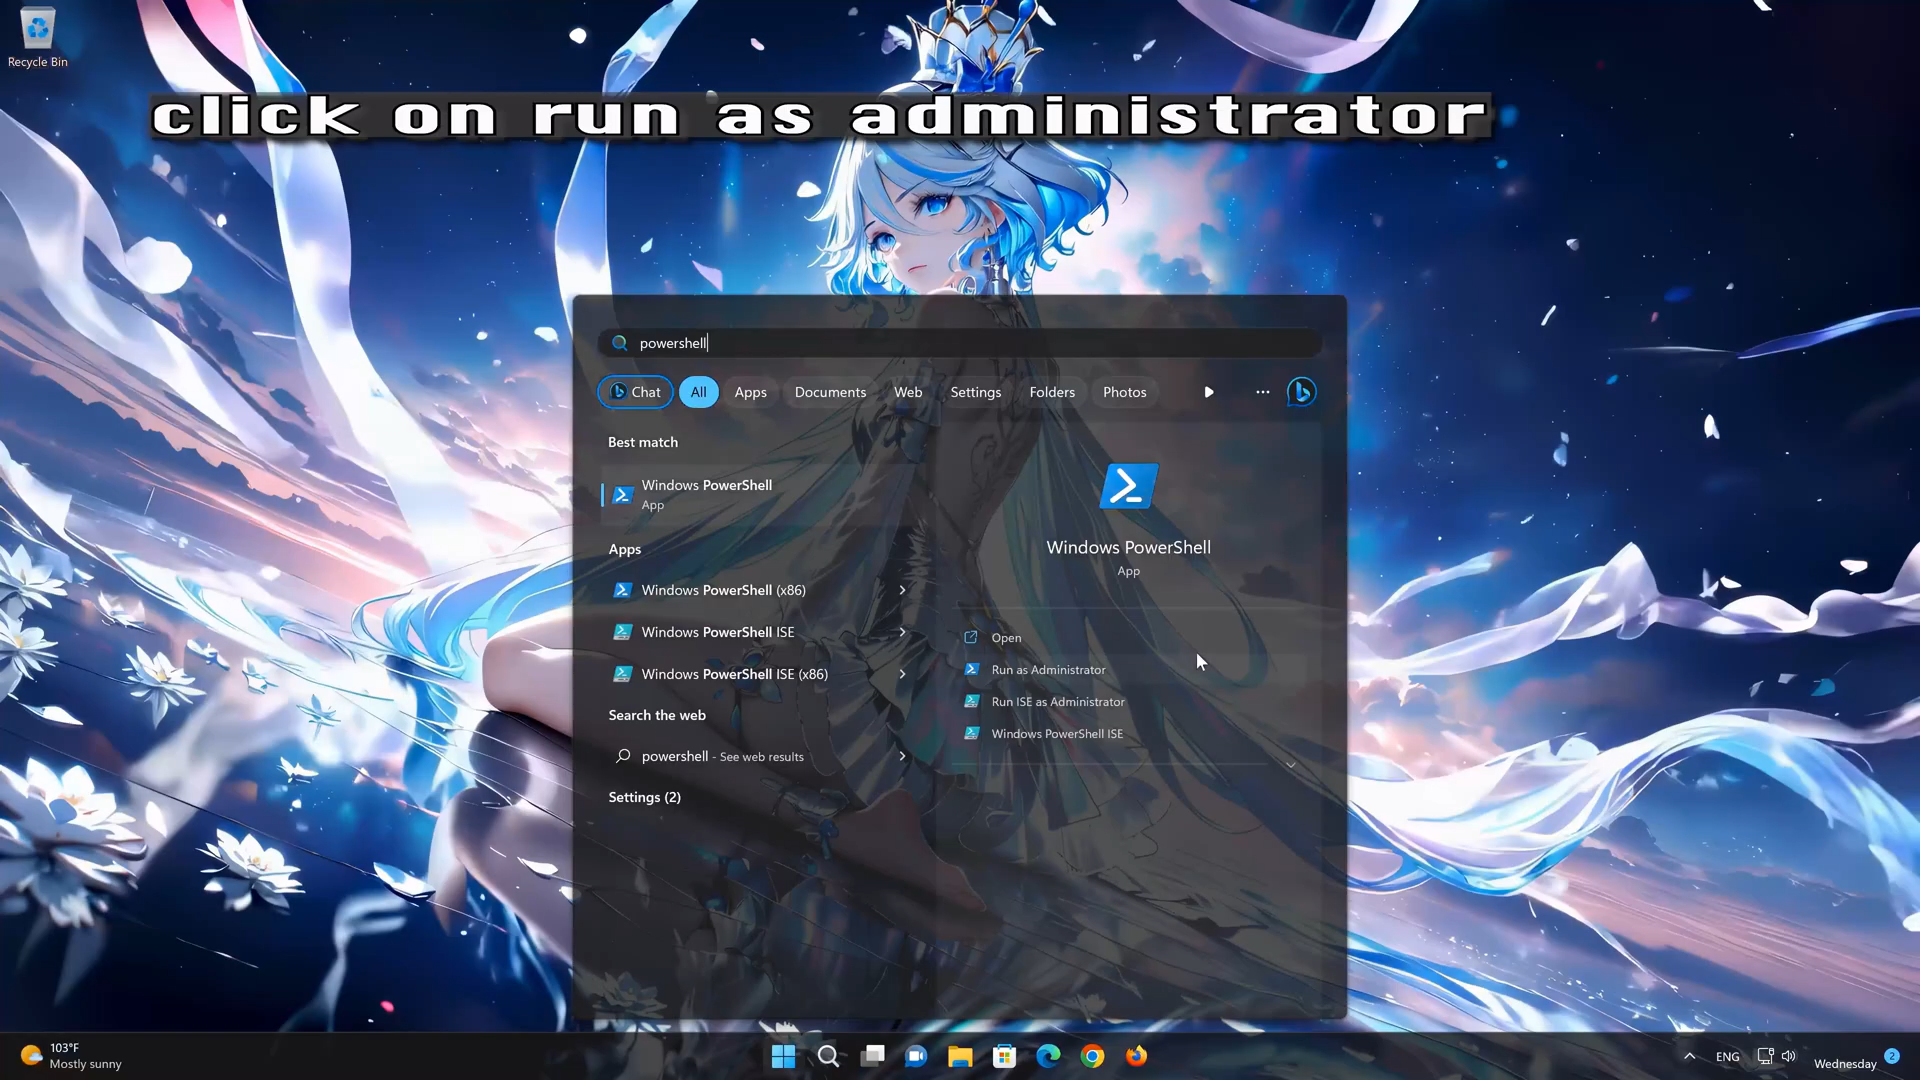 Recycle Bin
click on run as administrator
powershell
Chat All Apps Documents Web Settings Folders Photos
Best match
Windows PowerShell
App
Apps
Windows PowerShell (x86)
Windows PowerShell ISE
Windows PowerShell ISE (x86)
Search the web
powershell - See web results
Settings (2)
Windows PowerShell
App
Open
Run as Administrator
Run ISE as Administrator
Windows PowerShell ISE
103°F
Mostly sunny
ENG
Wednesday
2